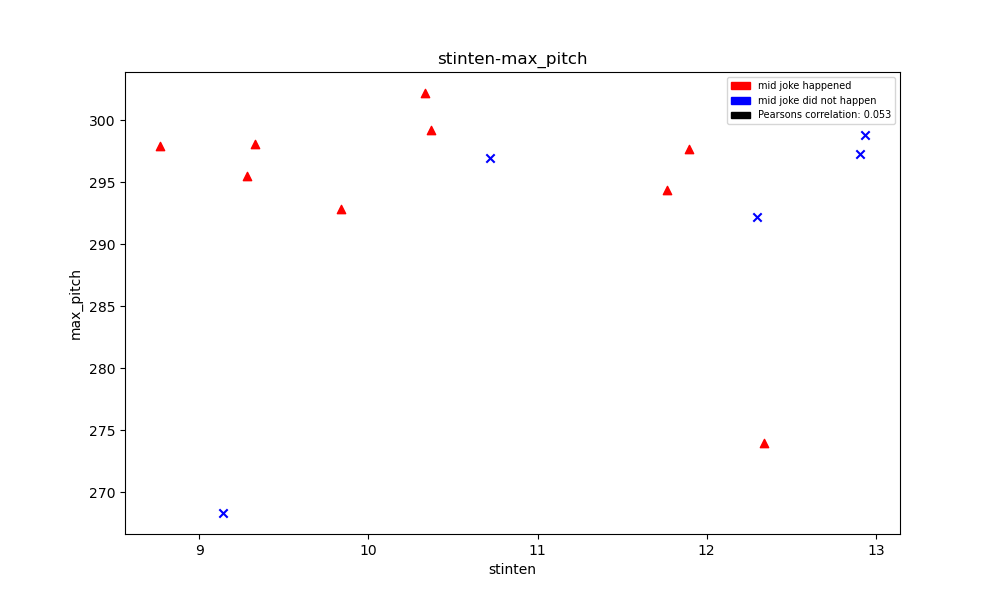 stinten-max_pitch
mid joke happened
mid joke did not happen
Pearsons correlation: 0.053
300
295
290
285
280
275
270
max_pitch
9 10 11 12 13
stinten